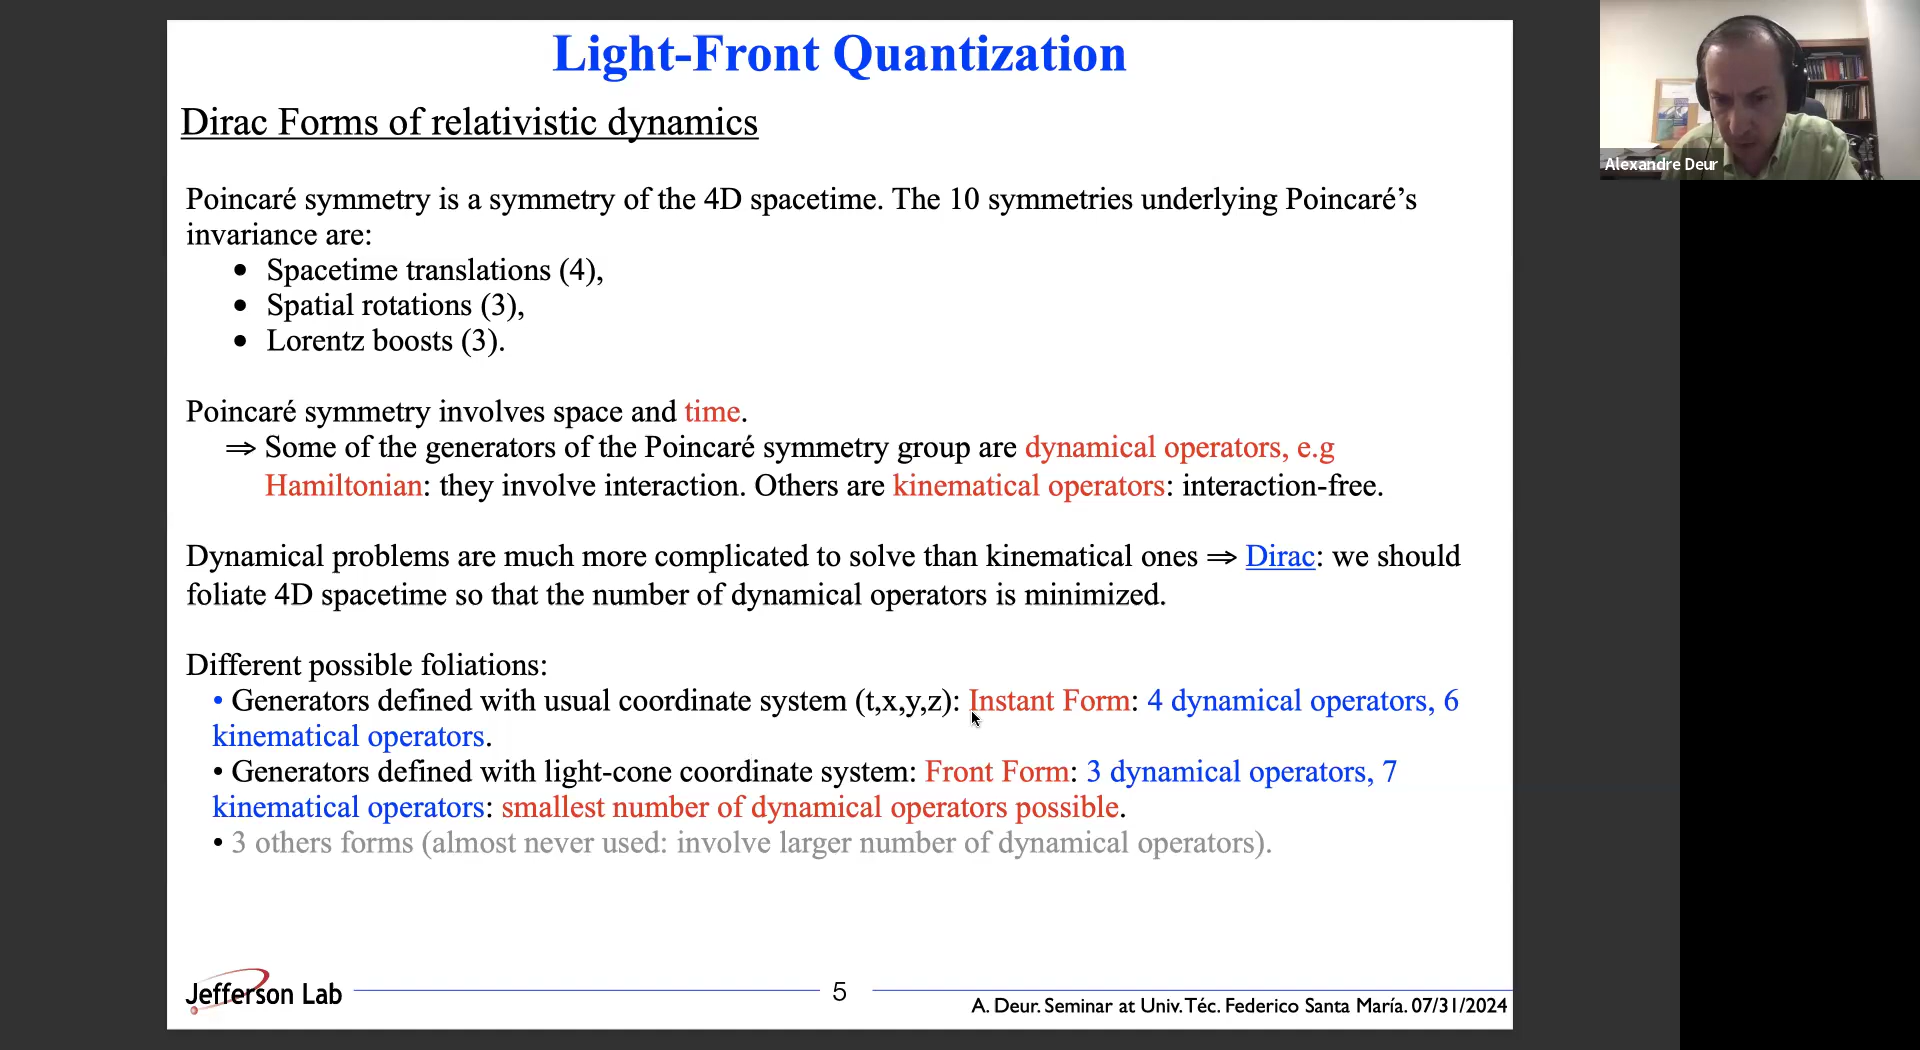 Light-Front Quantization
Dirac Forms of relativistic dynamics
Poincaré symmetry is a symmetry of the 4D spacetime. The 10 symmetries underlying Poincaré’s
invariance are:
• Spacetime translations (4),
• Spatial rotations (3),
• Lorentz boosts (3).
Poincaré symmetry involves space and time.
⇒ Some of the generators of the Poincaré symmetry group are dynamical operators, e.g
Hamiltonian: they involve interaction. Others are kinematical operators: interaction-free.
Dynamical problems are much more complicated to solve than kinematical ones ⇒ Dirac: we should
foliate 4D spacetime so that the number of dynamical operators is minimized.
Different possible foliations:
• Generators defined with usual coordinate system (t,x,y,z): Instant Form: 4 dynamical operators, 6
kinematical operators.
• Generators defined with light-cone coordinate system: Front Form: 3 dynamical operators, 7
kinematical operators: smallest number of dynamical operators possible.
• 3 others forms (almost never used: involve larger number of dynamical operators).
Jefferson Lab
5
A. Deur. Seminar at Univ. Téc. Federico Santa María. 07/31/2024
Alexandre Deur